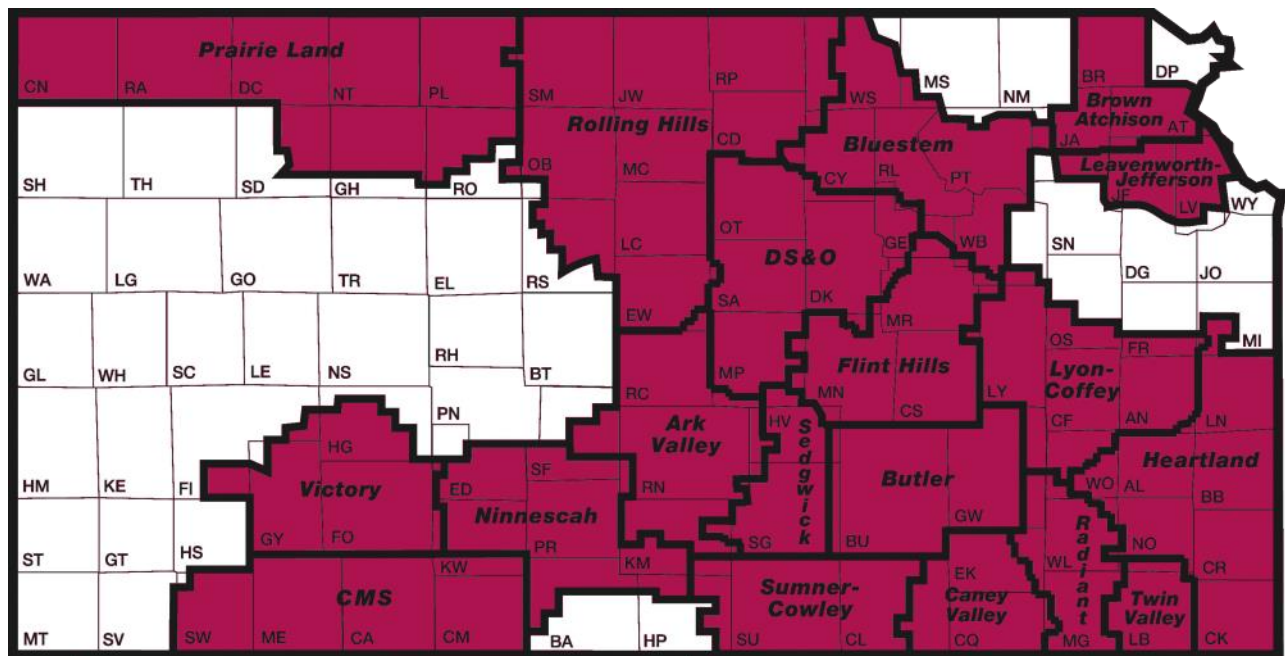 Prairie Land
CN
RA
DC
NT
PL
SM
JW
RP
Rolling Hills
CD
MC
OB
LC
EW
WS
MS
NM
BR
DP
Brown
Atchison
AT
JA
Leavenworth-
Jefferson
JF
LV
WY
Bluestem
CY
RL
PT
SH
TH
SD
GH
RO
OT
GE
WB
SN
DG
JO
DS&O
WA
LG
GO
TR
EL
RS
SA
DK
MR
OS
FR
MI
GL
WH
SC
LE
NS
RH
BT
RC
MP
MN
Flint Hills
CS
LY
Lyon-
Coffey
CF
AN
LN
PN
HG
Ark
Valley
HV
Sedgwick
Heartland
HM
KE
FI
Victory
ED
SF
RN
Butler
WO
AL
BB
GY
FO
Ninnescah
PR
SG
BU
GW
Radiant
NO
CR
ST
GT
HS
KW
KM
EK
WL
CMS
Sumner-
Cowley
Caney
Valley
Twin
Valley
MT
SV
SW
ME
CA
CM
BA
HP
SU
CL
CQ
MG
LB
CK